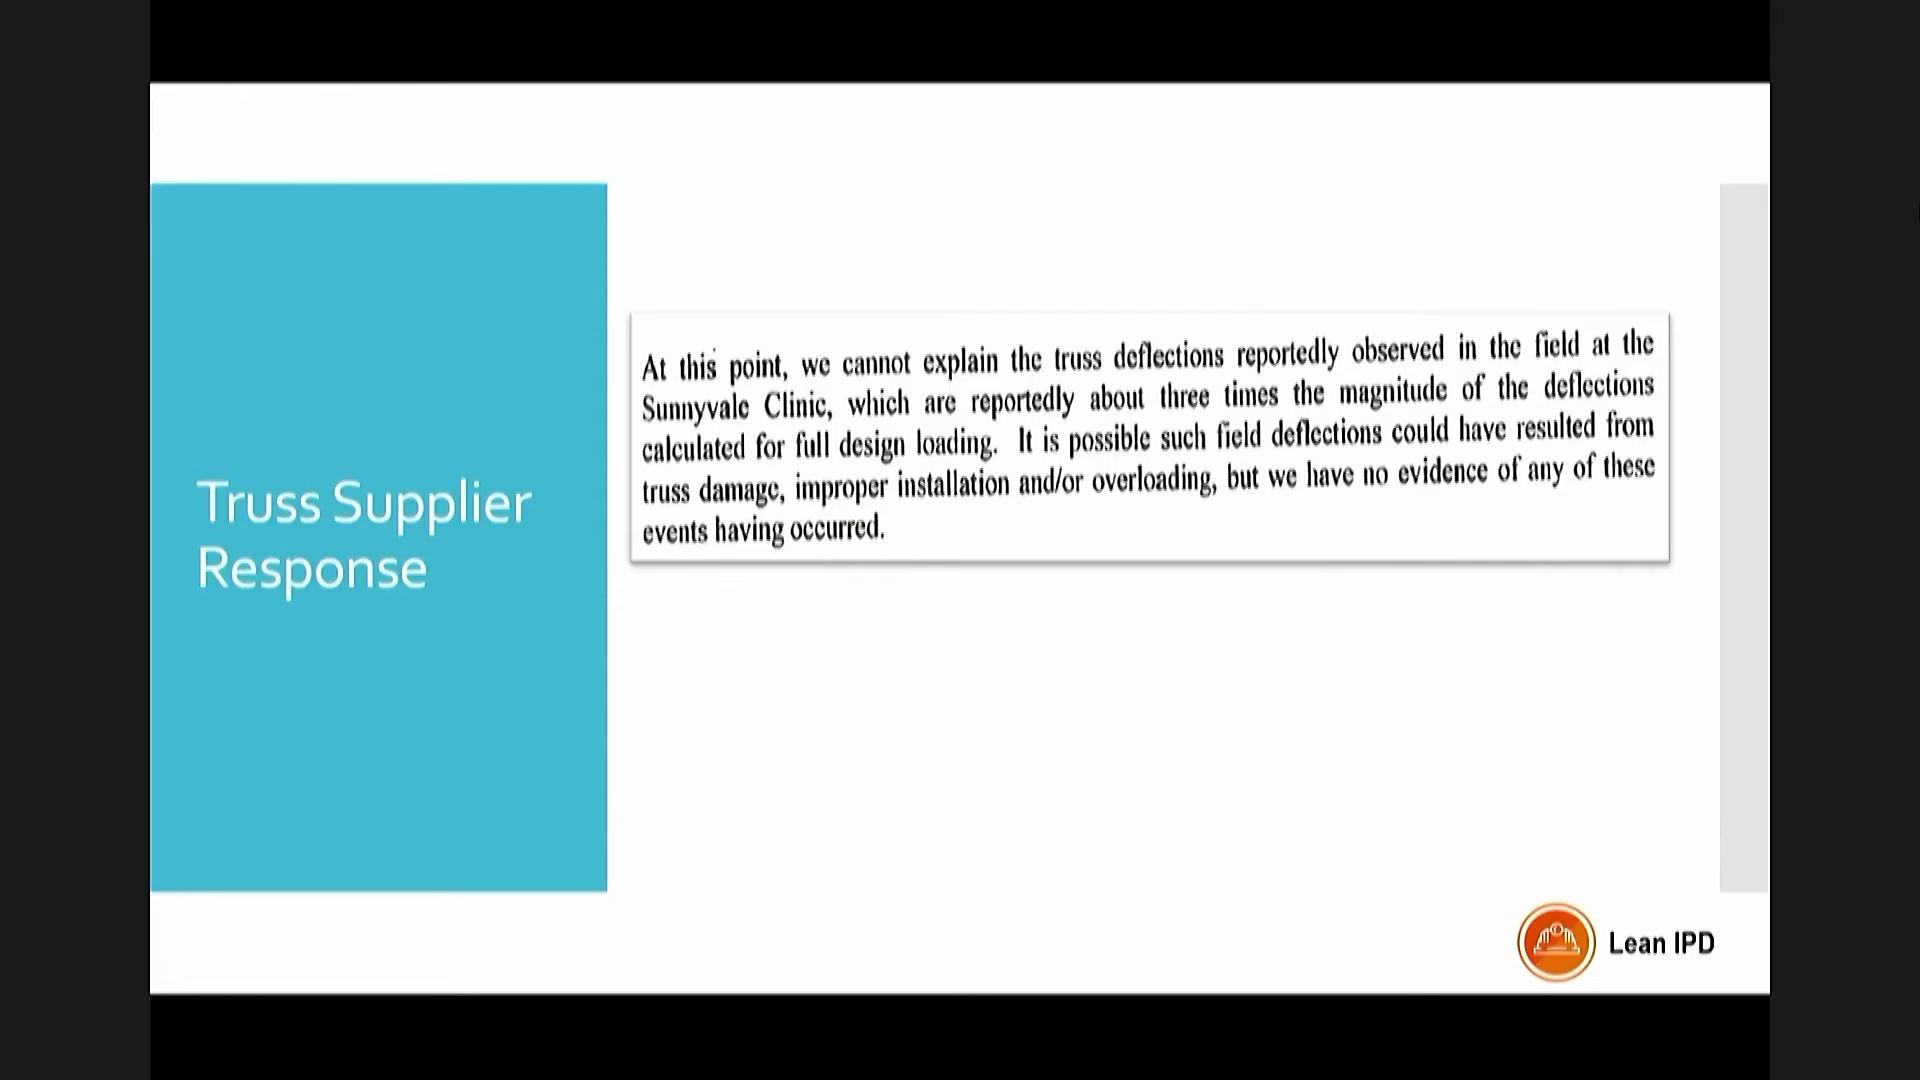 Truss Supplier
Response
At this point, we cannot explain the truss deflections reportedly observed in the field at the
Sunnyvale Clinic, which are reportedly about three times the magnitude of the deflections
calculated for full design loading. It is possible such field deflections could have resulted from
truss damage, improper installation and/or overloading, but we have no evidence of any of these
events having occurred.
Lean IPD